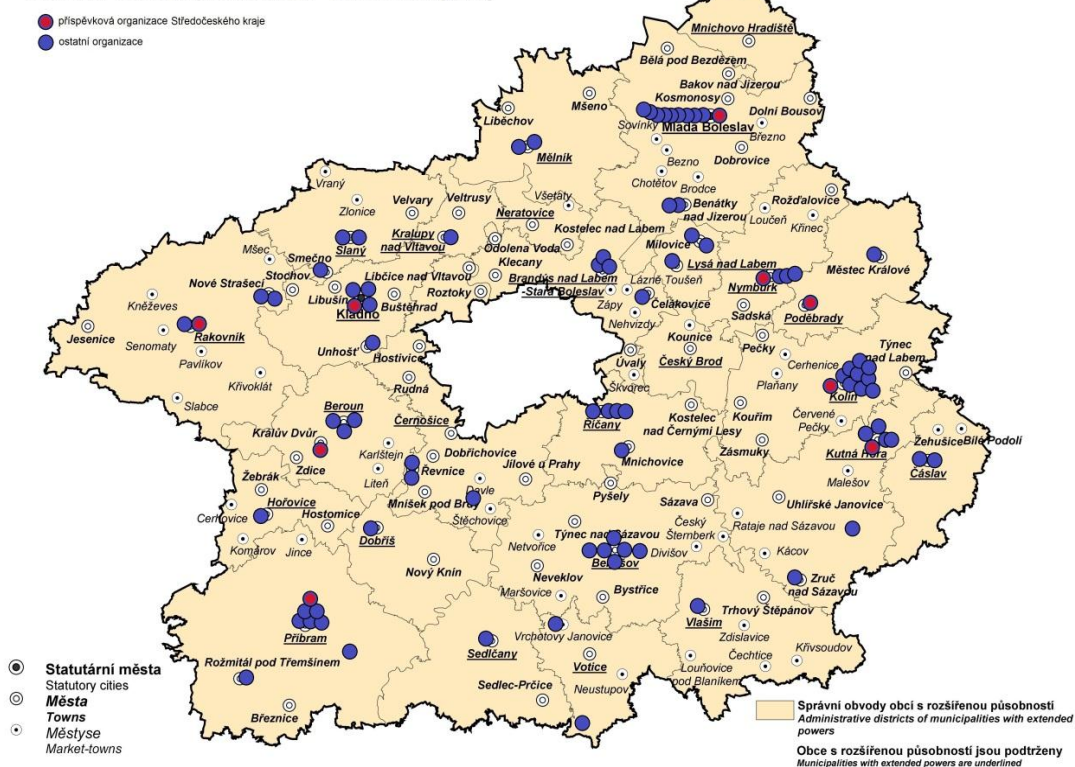 příspěvková organizace Středočeského kraje
ostatní organizace
Mnichovo Hradiště
Bělá pod Bezdězem
Bakov nad Jizerou
Kosmonosy
Mšeno
Liběchov
Dolní Bousov
Sovínky
Mladá Boleslav
Březno
Mělník
Bezno
Dobrovice
Vraný
Chotětov
Brodce
Zlonice
Velvary
Veltrusy
Všetaty
Benátky
nad Jizerou
Rožďalovice
Neratovice
Loučeň
Křinec
Kostelec nad Labem
Slaný
Kralupy
nad Vltavou
Odolena Voda
Milovice
Mšec
Smečno
Klecany
Lysá nad Labem
Městec Králové
Stochov
Libčice nad Vltavou
Brandýs nad Labem
-Stará Boleslav
Lázně Toušeň
Nové Strašecí
Libušín
Roztoky
Nymburk
Kněževes
Buštěhrad
Zápy
Čelákovice
Sadská
Poděbrady
Kladno
Nehvizdy
Jesenice
Senomaty
Rakovník
Kounice
Pečky
Týnec
nad Labem
Pavlíkov
Unhošť
Hostivice
Úvaly
Český Brod
Cerhenice
Křivoklát
Rudná
Škvorec
Plaňany
Kolín
Slabce
Beroun
Černošice
Říčany
Kostelec
nad Černými Lesy
Kouřim
Červené
Pečky
Králův Dvůr
Zásmuky
Žehušice
Bílé Podolí
Karlštejn
Dobřichovice
Mnichovice
Kutná Hora
Zdice
Liteň
Řevnice
Jílové u Prahy
Čáslav
Žebrák
Davle
Malešov
Mníšek pod Brdy
Pyšely
Sázava
Uhlířské Janovice
Hořovice
Štěchovice
Cerhovice
Hostomice
Rataje nad Sázavou
Týnec nad Sázavou
Český
Šternberk
Komárov
Jince
Dobříš
Netvořice
Divišov
Kácov
Benešov
Nový Knín
Neveklov
Zruč
nad Sázavou
Maršovice
Bystřice
Trhový Štěpánov
Vlašim
Příbram
Vrchotovy Janovice
Zdislavice
Rožmitál pod Třemšínem
Sedlčany
Votice
Louňovice
pod Blaníkem
Čechtice
Křivsoudov
Neustupov
Sedlec-Prčice
Březnice
Statutární města
Statutory cities
Města
Towns
Městyse
Market-towns
Správní obvody obcí s rozšířenou působností
Administrative districts of municipalities with extended
powers
Obce s rozšířenou působností jsou podtrženy
Municipalities with extended powers are underlined